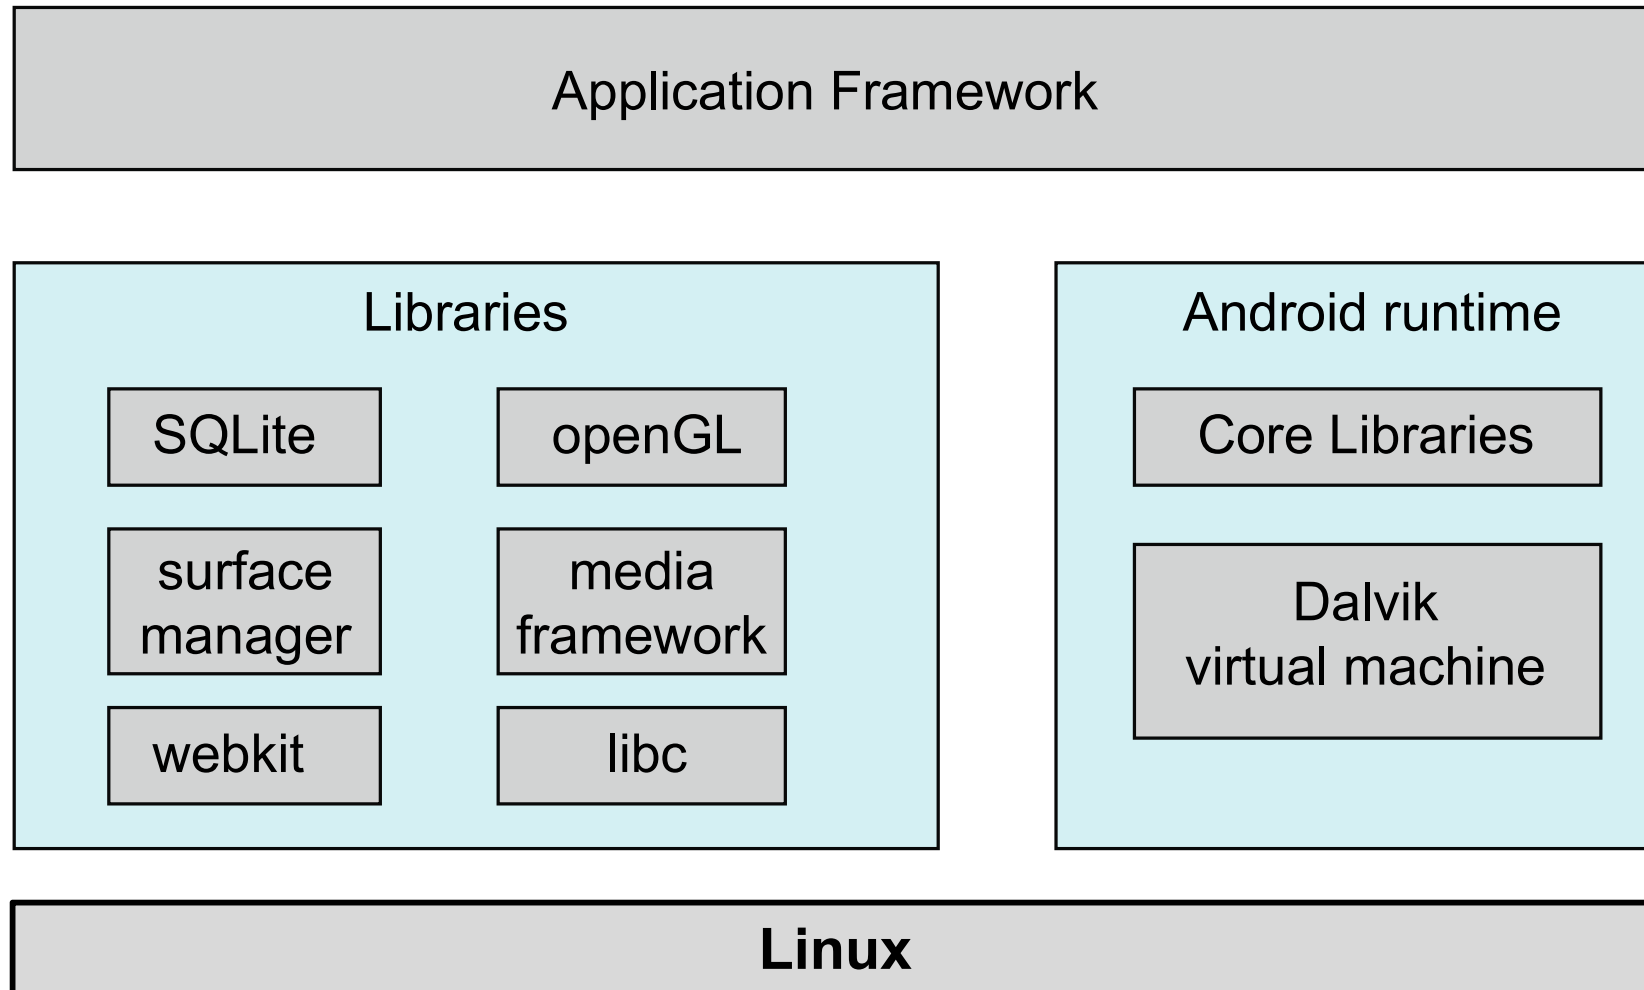 Application Framework
Libraries
SQLite
openGL
surface
manager
media
framework
webkit
libc
Android runtime
Core Libraries
Dalvik
virtual machine
Linux